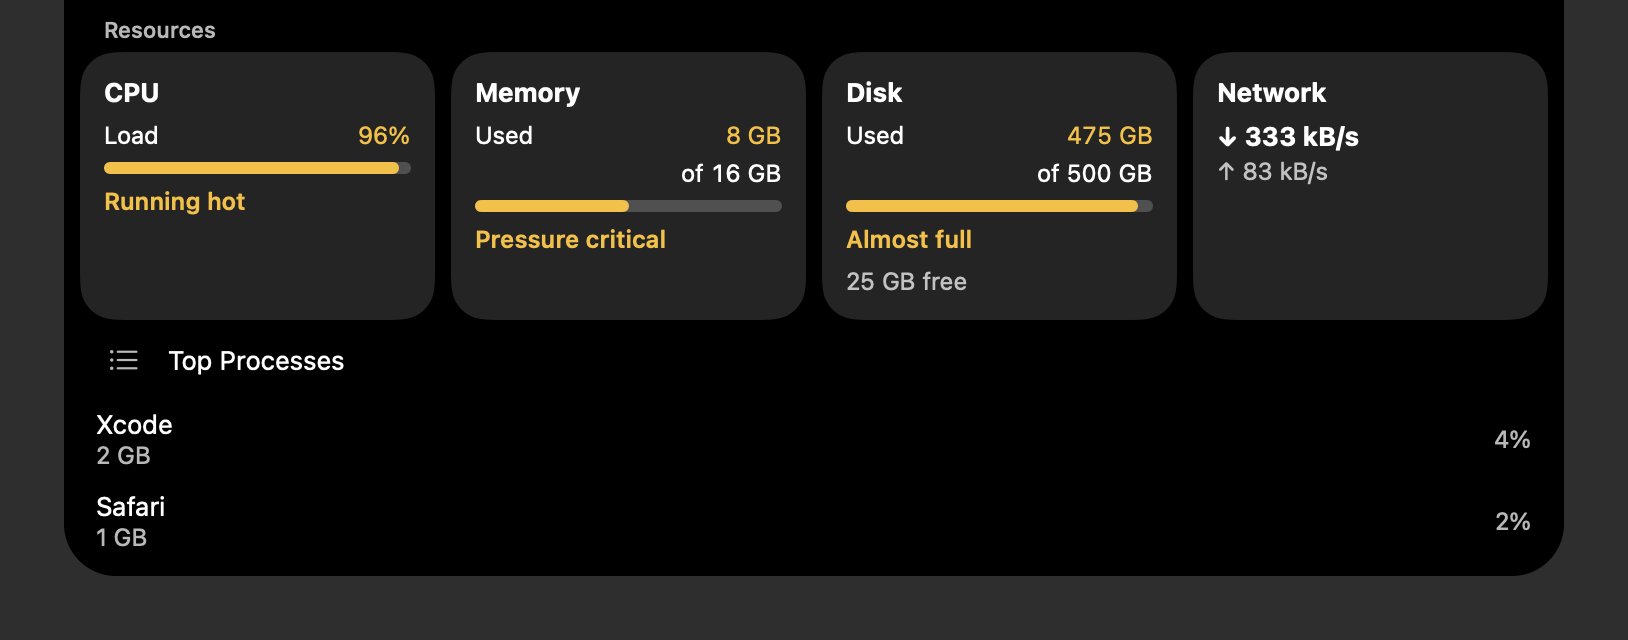 Resources
CPU
Load 96%
Running hot
Memory
Used 8 GB
of 16 GB
Pressure critical
Disk
Used 475 GB
of 500 GB
Almost full
25 GB free
Network
↓ 333 kB/s
↑ 83 kB/s
Top Processes
Xcode
2 GB
4%
Safari
1 GB
2%